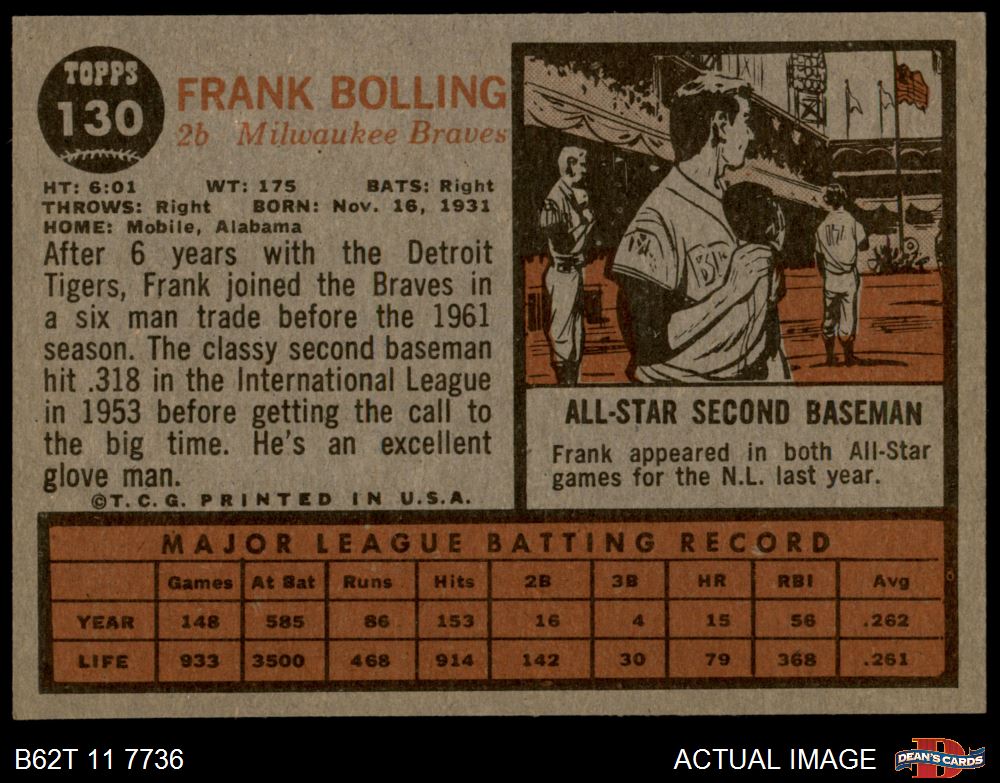 TOPPS
130
FRANK BOLLING
2b Milwaukee Braves
HT: 6:01 WT: 175 BATS: Right
THROWS: Right BORN: Nov. 16, 1931
HOME: Mobile, Alabama
After 6 years with the Detroit
Tigers, Frank joined the Braves in
a six man trade before the 1961
season. The classy second baseman
hit .318 in the International League
in 1953 before getting the call to
the big time. He's an excellent
glove man.
©T.C.G. PRINTED IN U.S.A.
ALL-STAR SECOND BASEMAN
Frank appeared in both All-Star
games for the N.L. last year.
MAJOR LEAGUE BATTING RECORD
Games At Bat Runs Hits 2B 3B HR RBI Avg
YEAR 148 585 86 153 16 4 15 56 .262
LIFE 933 3500 468 914 142 30 79 368 .261
B62T 11 7736
ACTUAL IMAGE
DEAN'S CARDS